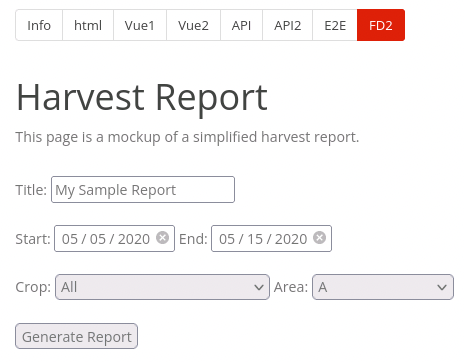 Info html Vue1 Vue2 API API2 E2E FD2
Harvest Report
This page is a mockup of a simplified harvest report.
Title: My Sample Report
Start: 05 / 05 / 2020 End: 05 / 15 / 2020
Crop: All Area: A
Generate Report